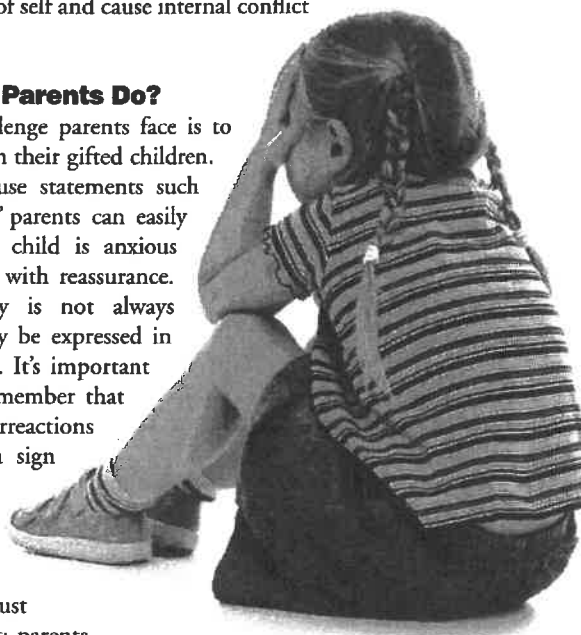 of self and cause internal conflict
Parents Do?
lenge parents face is to
n their gifted children.
use statements such
" parents can easily
child is anxious
with reassurance.
y is not always
y be expressed in
. It's important
member that
rreactions
a sign
ust
parents